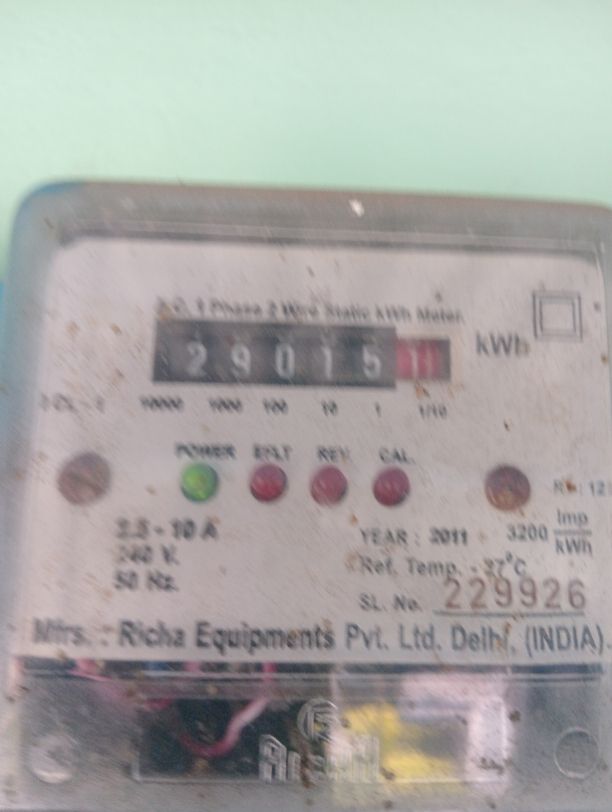 1 Phase 2 Wire Static kWh Meter.
29015 kWh
10000 1000 100 10 1 1/10
POWER E/LT REV. CAL.
2.5 - 10 A
240 V.
50 Hz.
YEAR : 2011 3200 Imp/kWh
Ref. Temp. - 27°C
SL. No. 229926
Mfrs. : Richa Equipments Pvt. Ltd. Delhi, (INDIA).